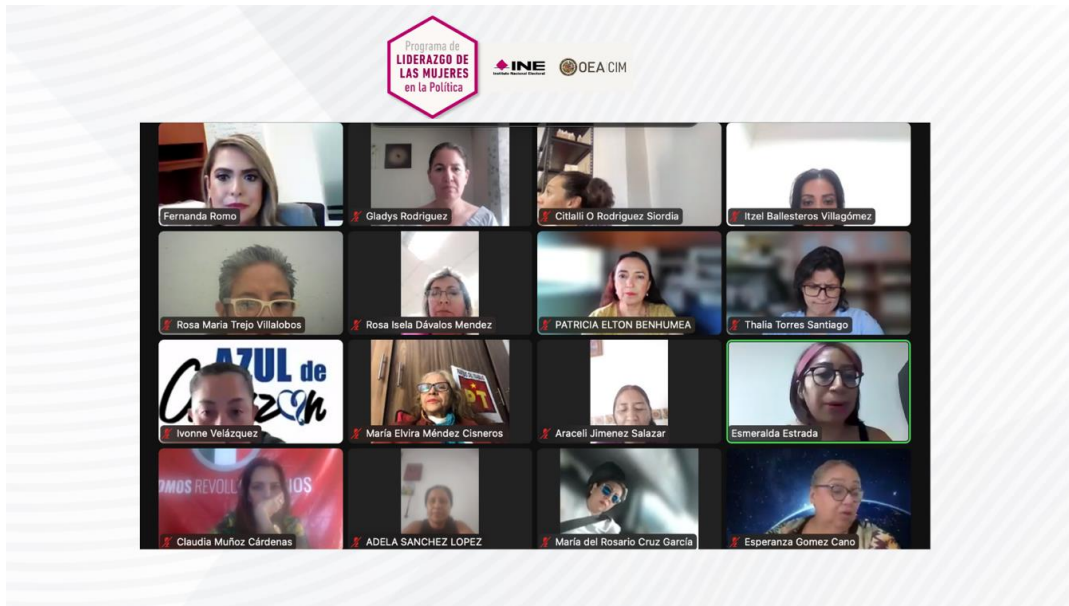 Programa de
LIDERAZGO DE
LAS MUJERES
en la Política
INE
Instituto Nacional Electoral
OEA CIM
Fernanda Romo
Gladys Rodriguez
Citlalli O Rodriguez Siordia
Itzel Ballesteros Villagómez
Rosa Maria Trejo Villalobos
Rosa Isela Dávalos Mendez
PATRICIA ELTON BENHUMEA
Thalia Torres Santiago
AZUL de
Corazón
PT
Ivonne Velázquez
María Elvira Méndez Cisneros
Araceli Jimenez Salazar
Esmeralda Estrada
Claudia Muñoz Cárdenas
ADELA SANCHEZ LOPEZ
María del Rosario Cruz García
Esperanza Gomez Cano